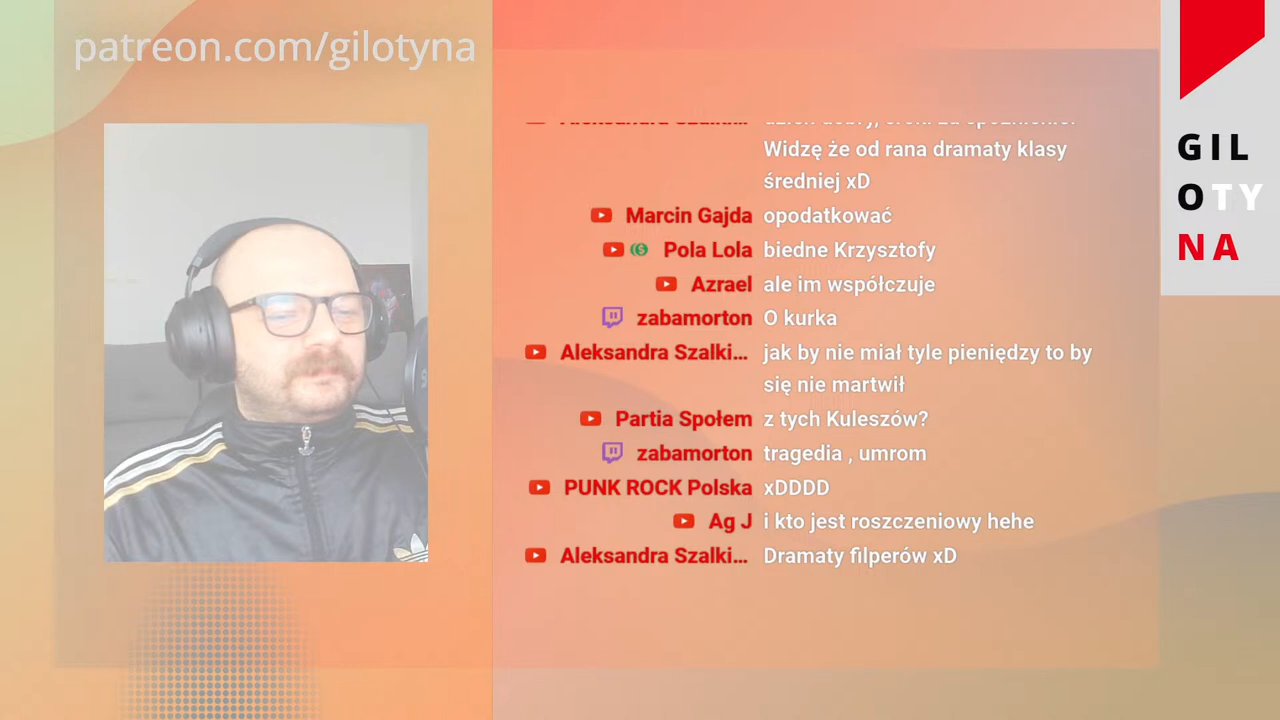 patreon.com/gilotyna
GIL
OTY
NA
Widzę że od rana dramaty klasy
średniej xD
Marcin Gajda opodatkować
Pola Lola biedne Krzysztofy
Azrael ale im współczuje
zabamorton O kurka
Aleksandra Szalki... jak by nie miał tyle pieniędzy to by
się nie martwił
Partia Społem z tych Kuleszów?
zabamorton tragedia , umrom
PUNK ROCK Polska xDDDD
Ag J i kto jest roszczeniowy hehe
Aleksandra Szalki... Dramaty filperów xD